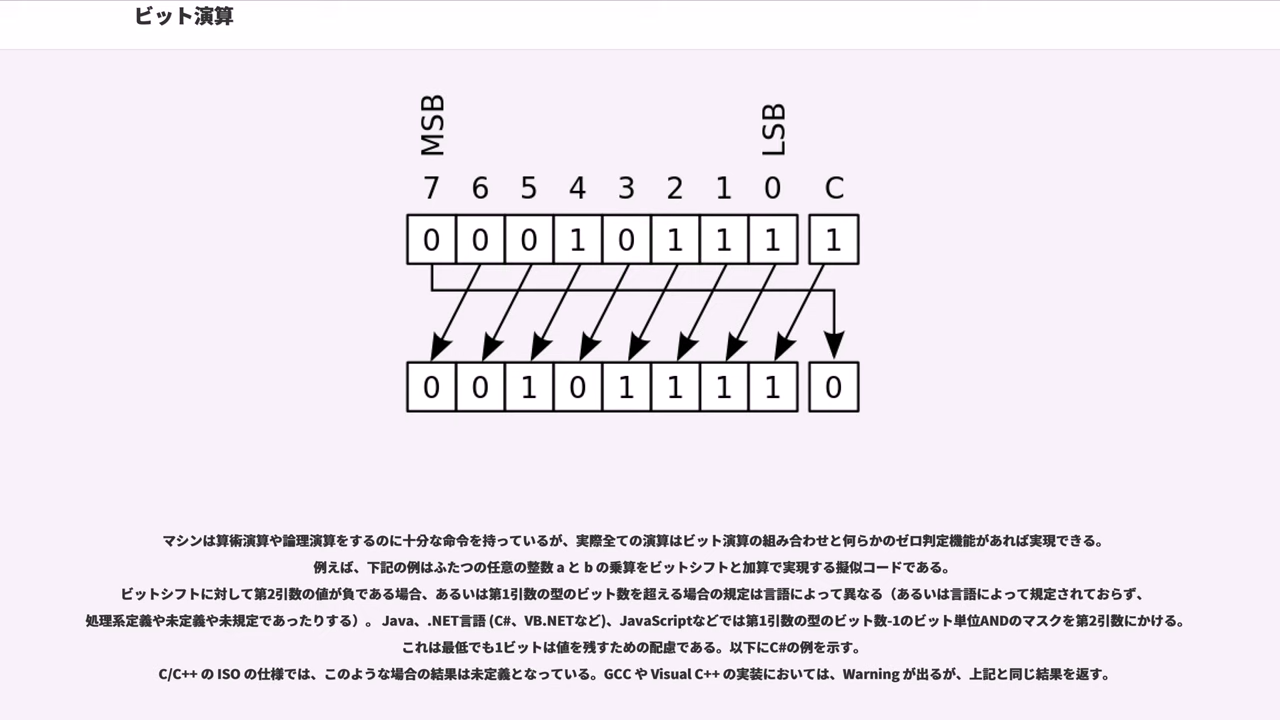 ビット演算
MSB LSB
7 6 5 4 3 2 1 0 C
0 0 0 1 0 1 1 1 1
0 0 1 0 1 1 1 1 0
マシンは算術演算や論理演算をするのに十分な命令を持っているが、実際全ての演算はビット演算の組み合わせと何らかのゼロ判定機能があれば実現できる。
例えば、下記の例はふたつの任意の整数 a と b の乗算をビットシフトと加算で実現する擬似コードである。
ビットシフトに対して第2引数の値が負である場合、あるいは第1引数の型のビット数を超える場合の規定は言語によって異なる（あるいは言語によって規定されておらず、
処理系定義や未定義や未規定であったりする）。 Java、.NET言語 (C#、VB.NETなど)、JavaScriptなどでは第1引数の型のビット数-1のビット単位ANDのマスクを第2引数にかける。
これは最低でも1ビットは値を残すための配慮である。以下にC#の例を示す。
C/C++ の ISO の仕様では、このような場合の結果は未定義となっている。GCC や Visual C++ の実装においては、Warning が出るが、上記と同じ結果を返す。